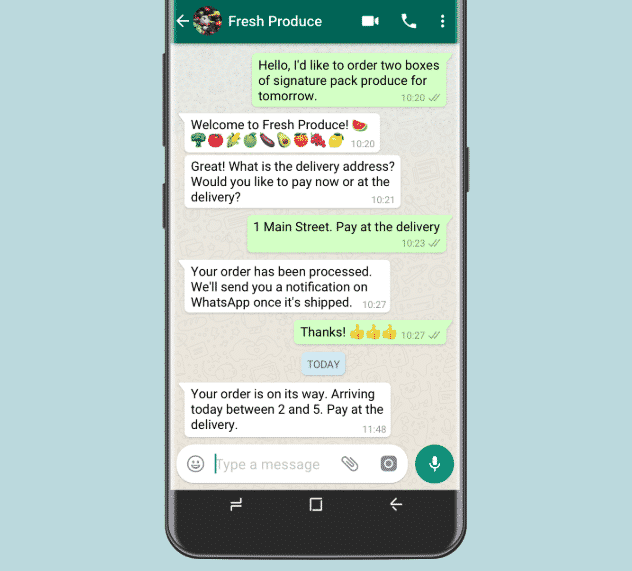 Fresh Produce
Hello, I'd like to order two boxes
of signature pack produce for
tomorrow.
10:20
Welcome to Fresh Produce!
10:20
Great! What is the delivery address?
Would you like to pay now or at the
delivery?
10:21
1 Main Street. Pay at the delivery
10:23
Your order has been processed.
We'll send you a notification on
WhatsApp once it's shipped. 10:27
Thanks! 👍👍👍 10:27
TODAY
Your order is on its way. Arriving
today between 2 and 5. Pay at the
delivery.
11:48
Type a message